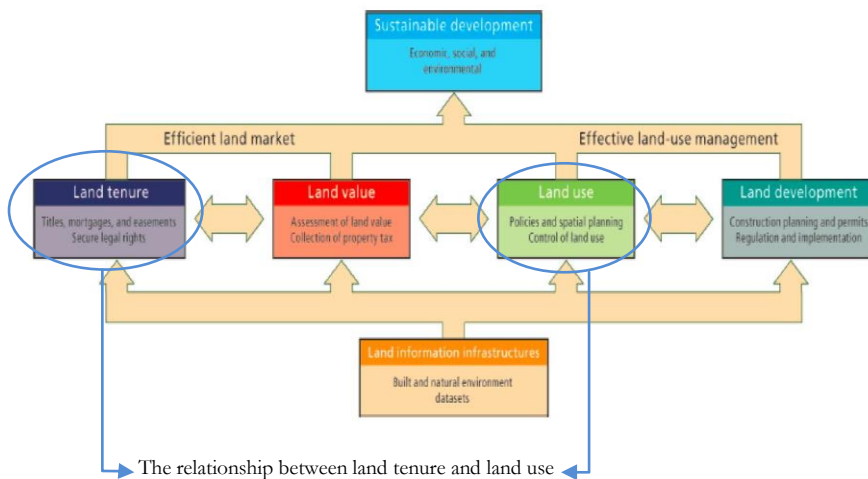 Sustainable development
Economic, social, and
environmental
Efficient land market
Effective land-use management
Land tenure
Titles, mortgages, and easements
Secure legal rights
Land value
Assessment of land value
Collection of property tax
Land use
Policies and spatial planning
Control of land use
Land development
Construction planning and permits
Regulation and implementation
Land information infrastructures
Built and natural environment
datasets
The relationship between land tenure and land use